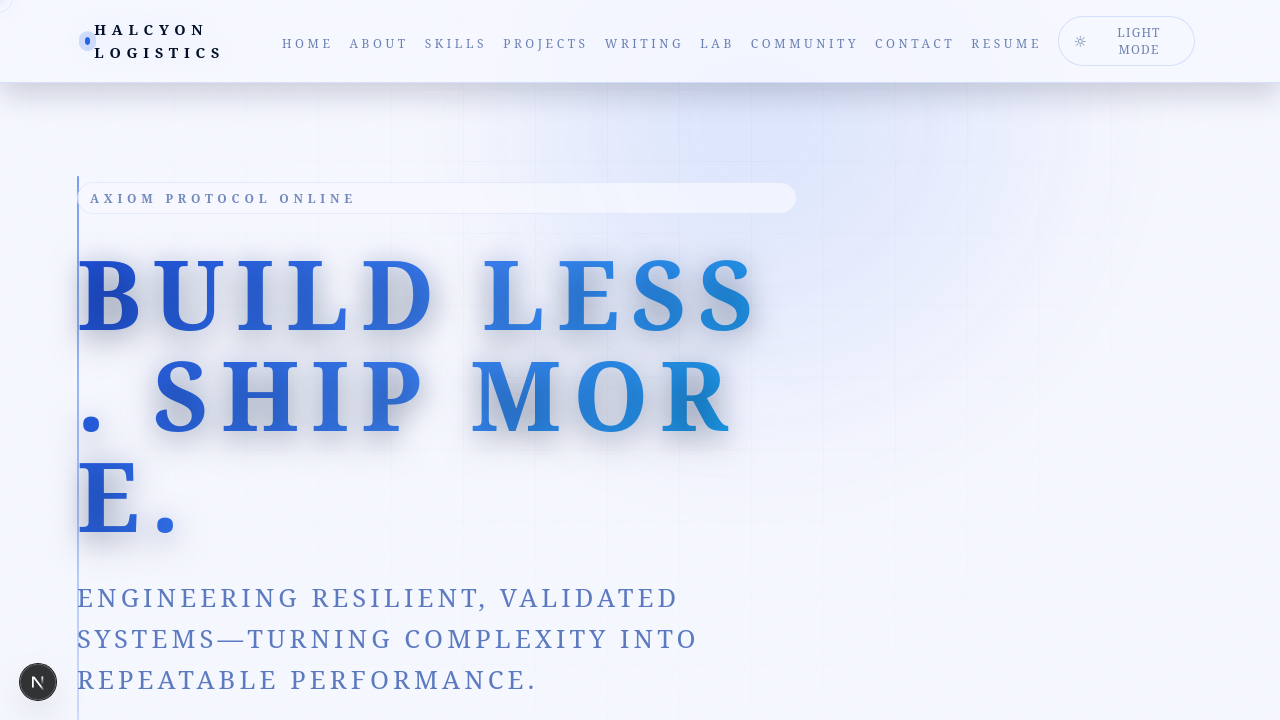 HALCYON
LOGISTICS
HOME ABOUT SKILLS PROJECTS WRITING LAB COMMUNITY CONTACT RESUME
LIGHT
MODE
AXIOM PROTOCOL ONLINE
BUILD LESS
. SHIP MOR
E.
ENGINEERING RESILIENT, VALIDATED
SYSTEMS—TURNING COMPLEXITY INTO
REPEATABLE PERFORMANCE.
N